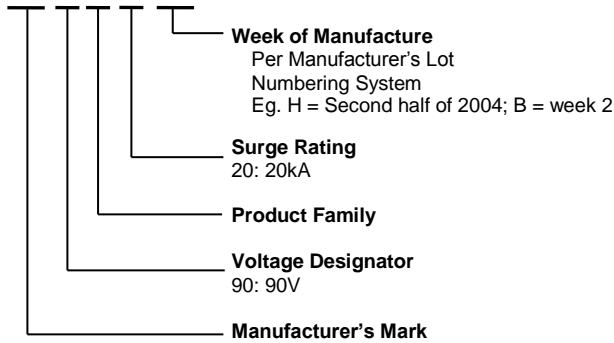 Week of Manufacture
Per Manufacturer's Lot
Numbering System
Eg. H = Second half of 2004; B = week 2
Surge Rating
20: 20kA
Product Family
Voltage Designator
90: 90V
Manufacturer's Mark